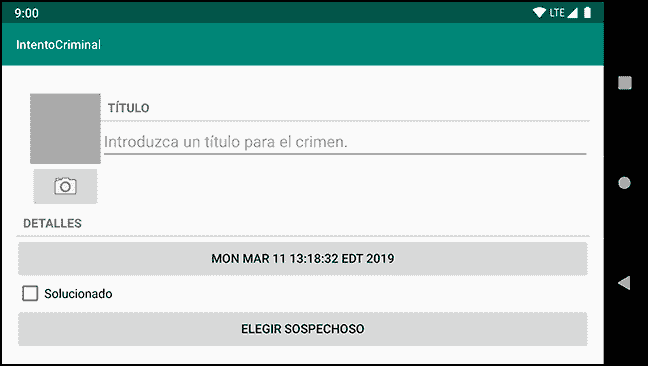 9:00 LTE
IntentoCriminal
TÍTULO
Introduzca un título para el crimen.
DETALLES
MON MAR 11 13:18:32 EDT 2019
Solucionado
ELEGIR SOSPECHOSO